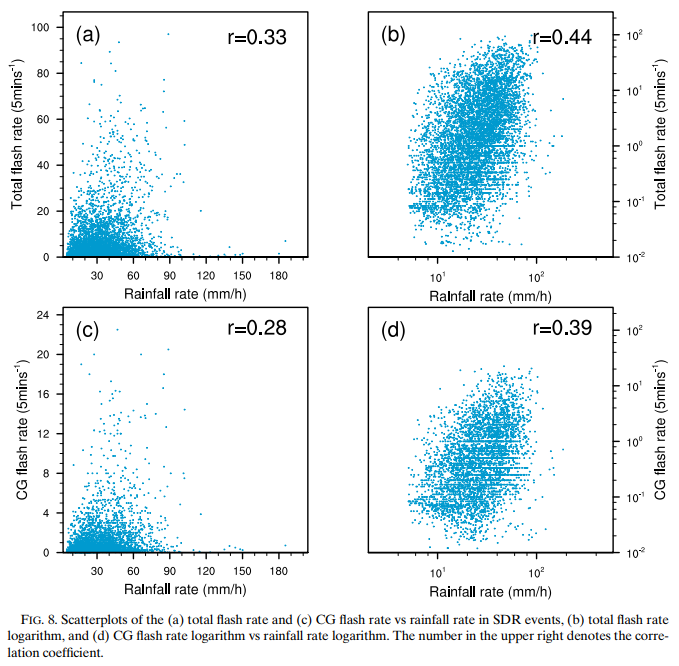 (a) r=0.33
100
80
60
40
20
0
Total flash rate (5mins⁻¹)
30 60 90 120 150 180
Rainfall rate (mm/h)
(b) r=0.44
10²
10¹
10⁰
10⁻¹
10⁻²
Total flash rate (5mins⁻¹)
10¹ 10²
Rainfall rate (mm/h)
(c) r=0.28
24
20
16
12
8
4
0
CG flash rate (5mins⁻¹)
30 60 90 120 150 180
Rainfall rate (mm/h)
(d) r=0.39
10²
10¹
10⁰
10⁻¹
10⁻²
CG flash rate (5mins⁻¹)
10¹ 10²
Rainfall rate (mm/h)
FIG. 8. Scatterplots of the (a) total flash rate and (c) CG flash rate vs rainfall rate in SDR events, (b) total flash rate
logarithm, and (d) CG flash rate logarithm vs rainfall rate logarithm. The number in the upper right denotes the corre-
lation coefficient.